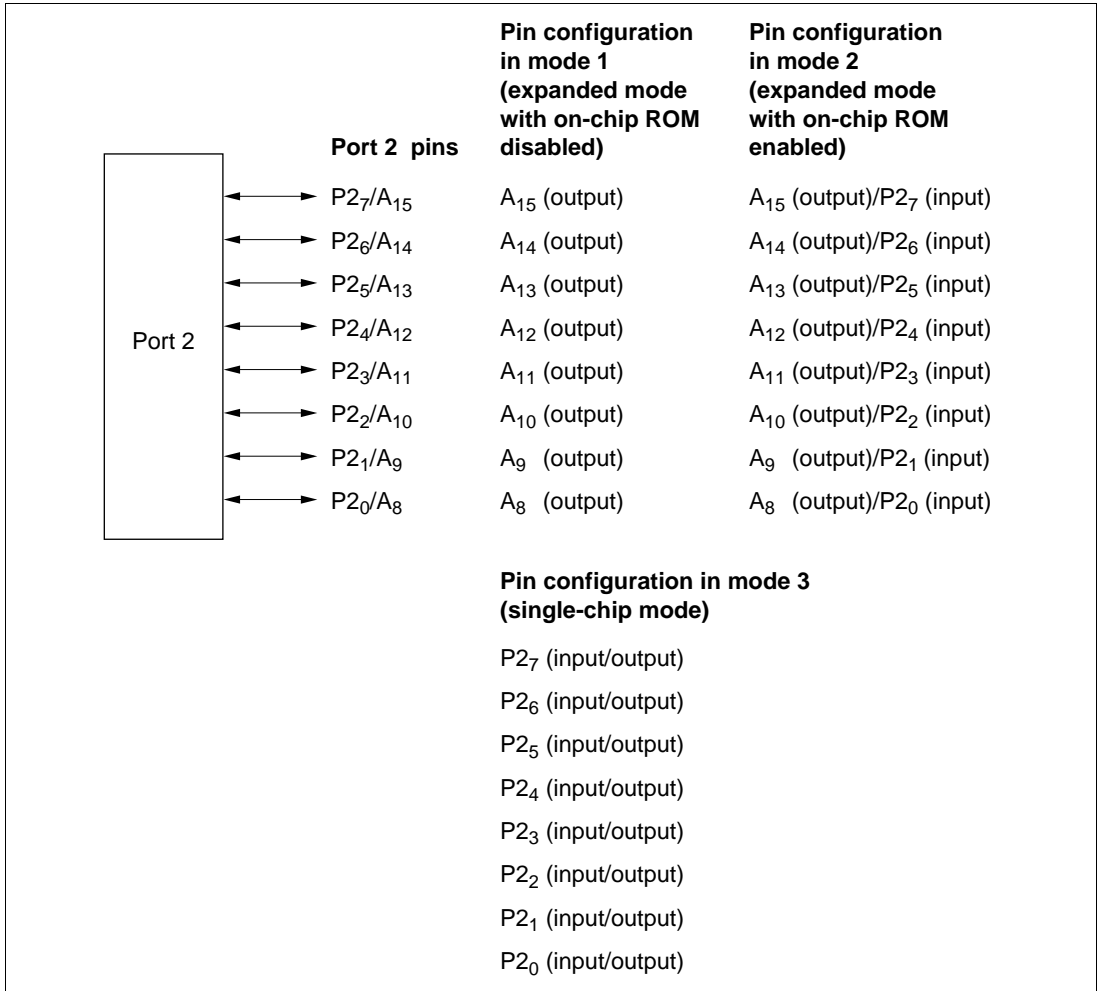 Port 2
Port 2 pins
P2₇/A₁₅
P2₆/A₁₄
P2₅/A₁₃
P2₄/A₁₂
P2₃/A₁₁
P2₂/A₁₀
P2₁/A₉
P2₀/A₈
Pin configuration
in mode 1
(expanded mode
with on-chip ROM
disabled)
A₁₅ (output)
A₁₄ (output)
A₁₃ (output)
A₁₂ (output)
A₁₁ (output)
A₁₀ (output)
A₉ (output)
A₈ (output)
Pin configuration
in mode 2
(expanded mode
with on-chip ROM
enabled)
A₁₅ (output)/P2₇ (input)
A₁₄ (output)/P2₆ (input)
A₁₃ (output)/P2₅ (input)
A₁₂ (output)/P2₄ (input)
A₁₁ (output)/P2₃ (input)
A₁₀ (output)/P2₂ (input)
A₉ (output)/P2₁ (input)
A₈ (output)/P2₀ (input)
Pin configuration in mode 3
(single-chip mode)
P2₇ (input/output)
P2₆ (input/output)
P2₅ (input/output)
P2₄ (input/output)
P2₃ (input/output)
P2₂ (input/output)
P2₁ (input/output)
P2₀ (input/output)